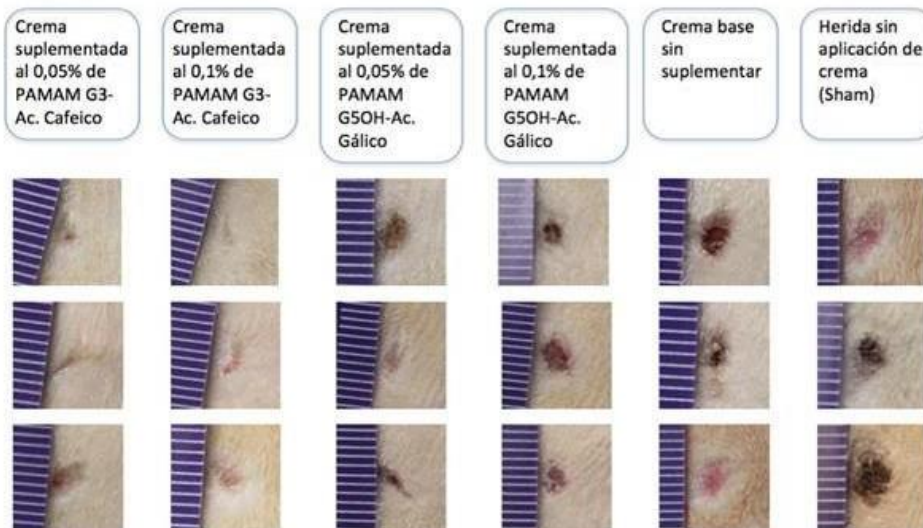 Crema
suplementada
al 0,05% de
PAMAM G3-
Ac. Cafeico
Crema
suplementada
al 0,1% de
PAMAM G3-
Ac. Cafeico
Crema
suplementada
al 0,05% de
PAMAM
G5OH-Ac.
Gálico
Crema
suplementada
al 0,1% de
PAMAM
G5OH-Ac.
Gálico
Crema base
sin
suplementar
Herida sin
aplicación de
crema
(Sham)